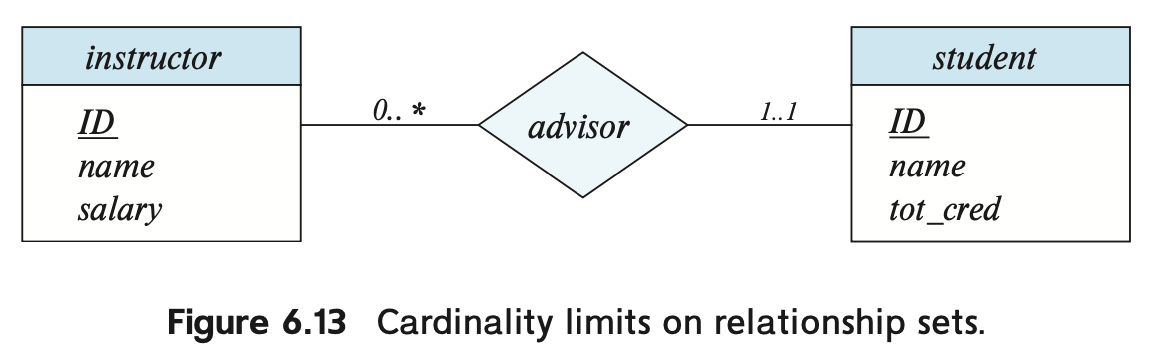 instructor
ID
name
salary
0.. *
advisor
1..1
student
ID
name
tot_cred
Figure 6.13 Cardinality limits on relationship sets.